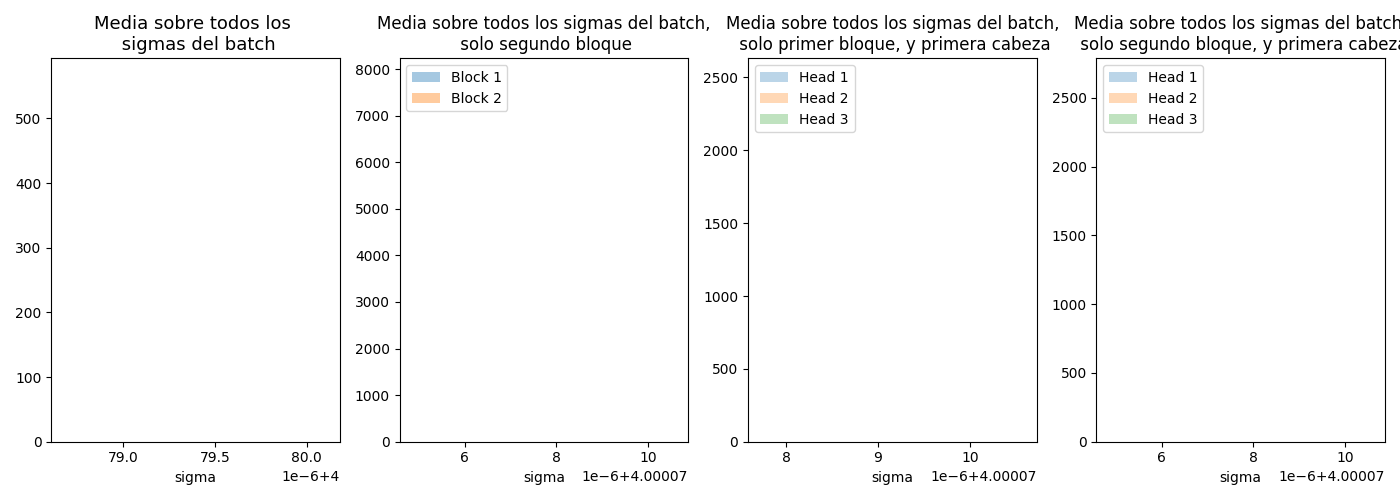 Media sobre todos los
sigmas del batch
500
400
300
200
100
0
79.0 79.5 80.0
sigma 1e−6+4
Media sobre todos los sigmas del batch,
solo segundo bloque
Block 1
Block 2
8000
7000
6000
5000
4000
3000
2000
1000
0
6 8 10
sigma 1e−6+4.00007
Media sobre todos los sigmas del batch,
solo primer bloque, y primera cabeza
Head 1
Head 2
Head 3
2500
2000
1500
1000
500
0
8 9 10
sigma 1e−6+4.00007
Media sobre todos los sigmas del batch
solo segundo bloque, y primera cabeza
Head 1
Head 2
Head 3
2500
2000
1500
1000
500
0
6 8 10
sigma 1e−6+4.00007